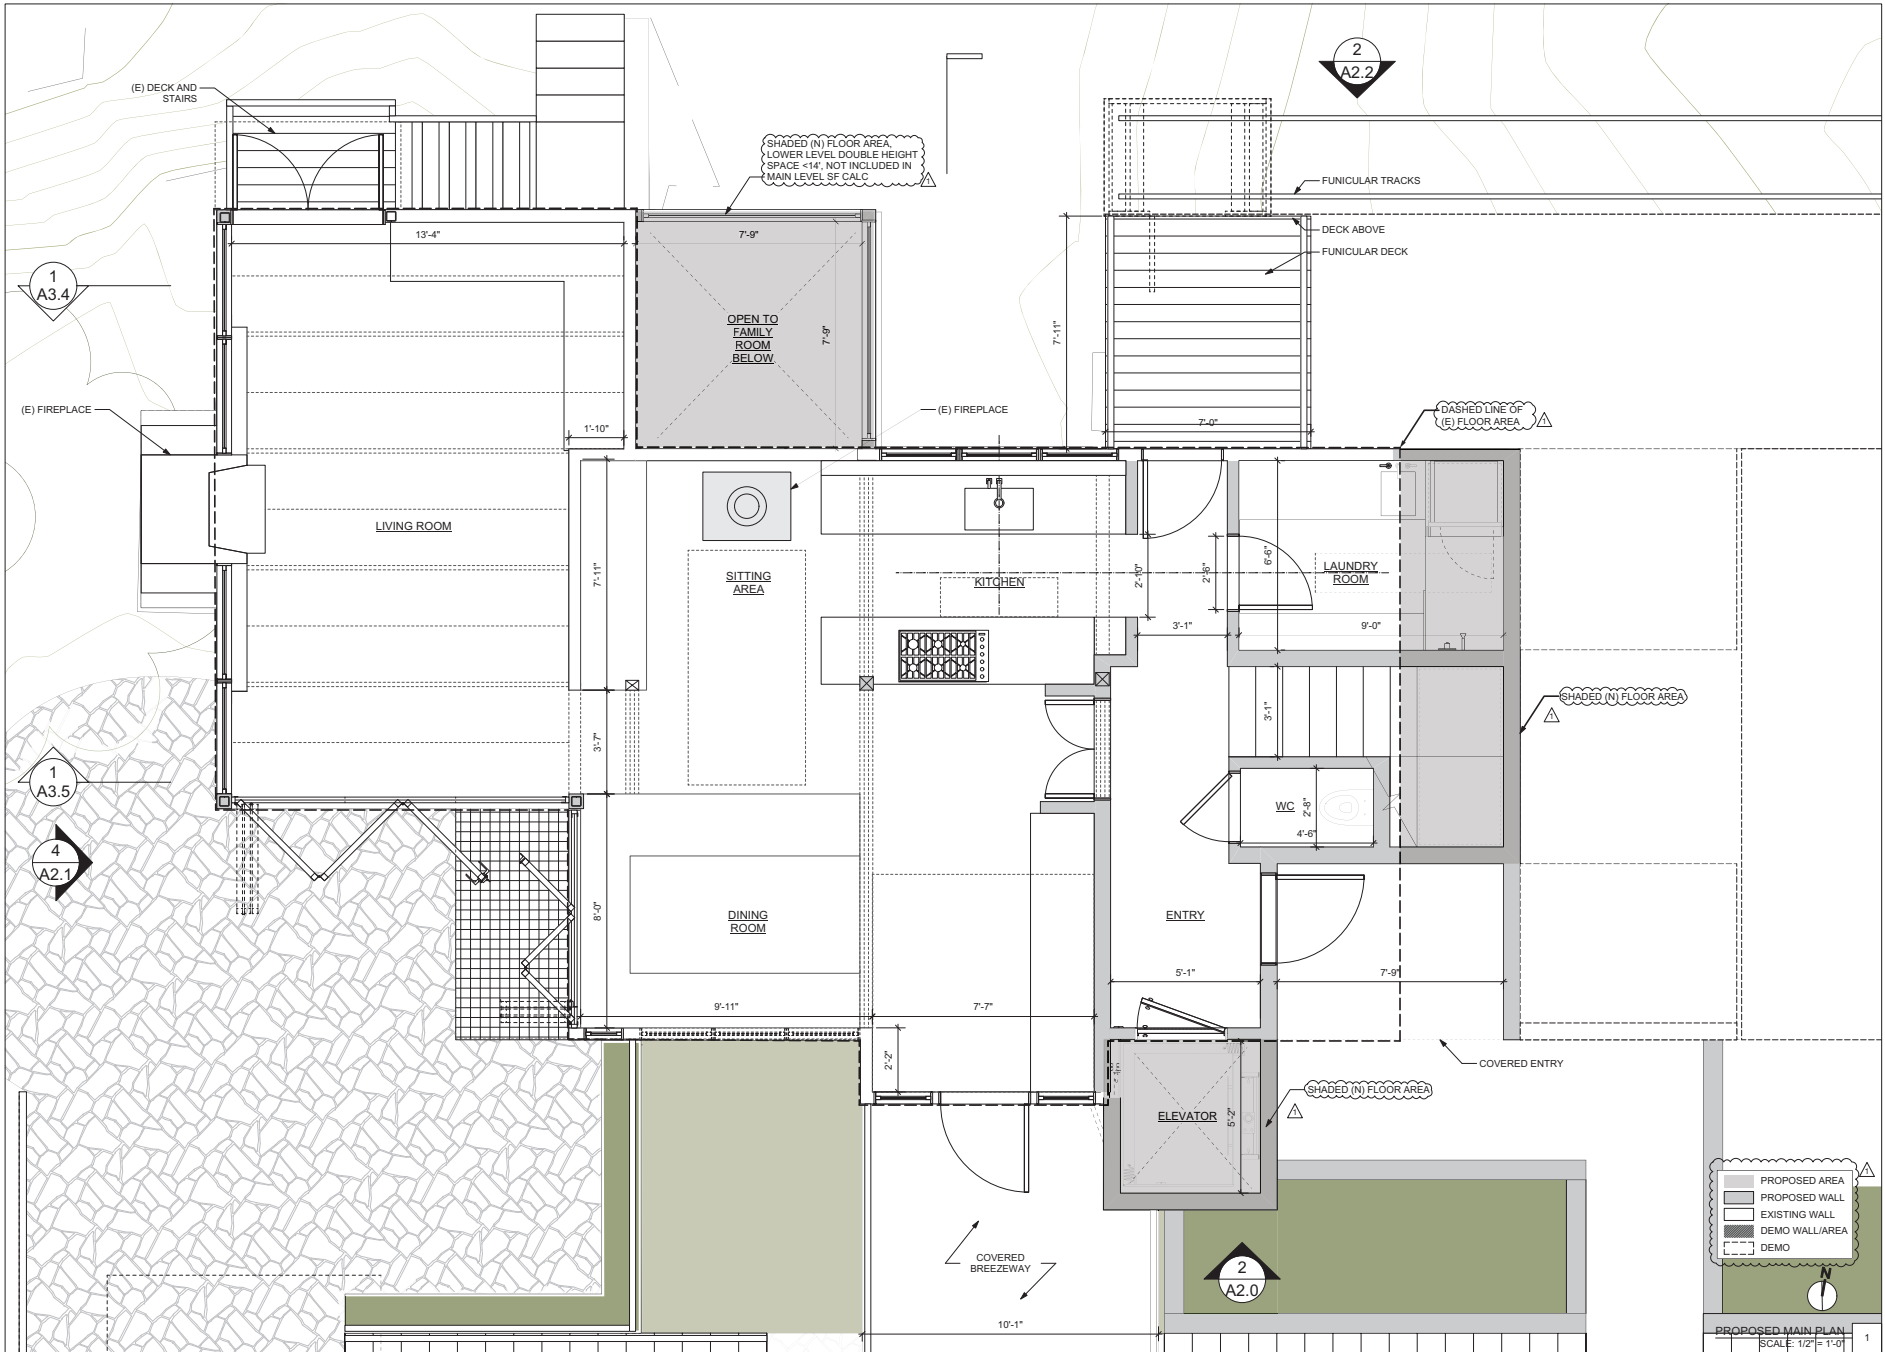 2
A2.2
(E) DECK AND
STAIRS
SHADED (N) FLOOR AREA,
LOWER LEVEL DOUBLE HEIGHT
SPACE <14', NOT INCLUDED IN
MAIN LEVEL SF CALC
1
FUNICULAR TRACKS
DECK ABOVE
FUNICULAR DECK
13'-4"
7'-9"
1
A3.4
OPEN TO
FAMILY
ROOM
BELOW
7'-9"
7'-11"
(E) FIREPLACE
(E) FIREPLACE
1'-10"
7'-0"
DASHED LINE OF
(E) FLOOR AREA
1
LIVING ROOM
7'-11"
SITTING
AREA
KITCHEN
2'-10"
2'-6"
6'-6"
LAUNDRY
ROOM
3'-1"
9'-0"
SHADED (N) FLOOR AREA
1
3'-1"
3'-7"
1
A3.5
WC
2'-8"
4'-6"
4
A2.1
8'-0"
DINING
ROOM
ENTRY
5'-1"
7'-9"
9'-11"
7'-7"
2'-2"
COVERED ENTRY
SHADED (N) FLOOR AREA
1
ELEVATOR
5'-2"
COVERED
BREEZEWAY
2
A2.0
10'-1"
1
PROPOSED AREA
PROPOSED WALL
EXISTING WALL
DEMO WALL/AREA
DEMO
N
PROPOSED MAIN PLAN
SCALE: 1/2" = 1'-0"
1